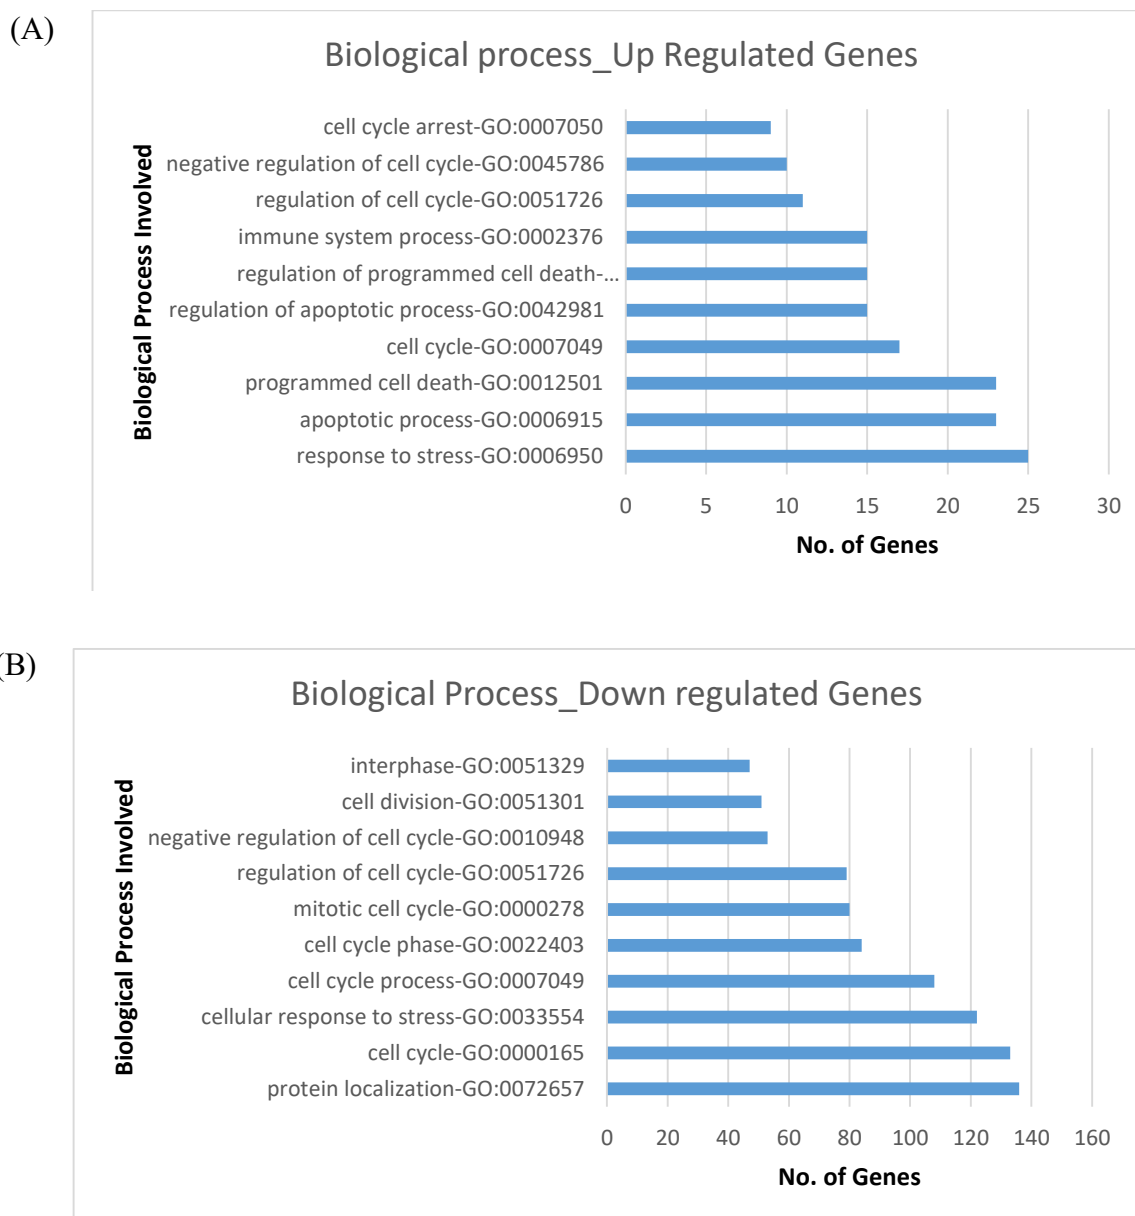 (A)
Biological process_Up Regulated Genes
Biological Process Involved
cell cycle arrest-GO:0007050
negative regulation of cell cycle-GO:0045786
regulation of cell cycle-GO:0051726
immune system process-GO:0002376
regulation of programmed cell death-...
regulation of apoptotic process-GO:0042981
cell cycle-GO:0007049
programmed cell death-GO:0012501
apoptotic process-GO:0006915
response to stress-GO:0006950
0 5 10 15 20 25 30
No. of Genes
(B)
Biological Process_Down regulated Genes
Biological Process Involved
interphase-GO:0051329
cell division-GO:0051301
negative regulation of cell cycle-GO:0010948
regulation of cell cycle-GO:0051726
mitotic cell cycle-GO:0000278
cell cycle phase-GO:0022403
cell cycle process-GO:0007049
cellular response to stress-GO:0033554
cell cycle-GO:0000165
protein localization-GO:0072657
0 20 40 60 80 100 120 140 160
No. of Genes